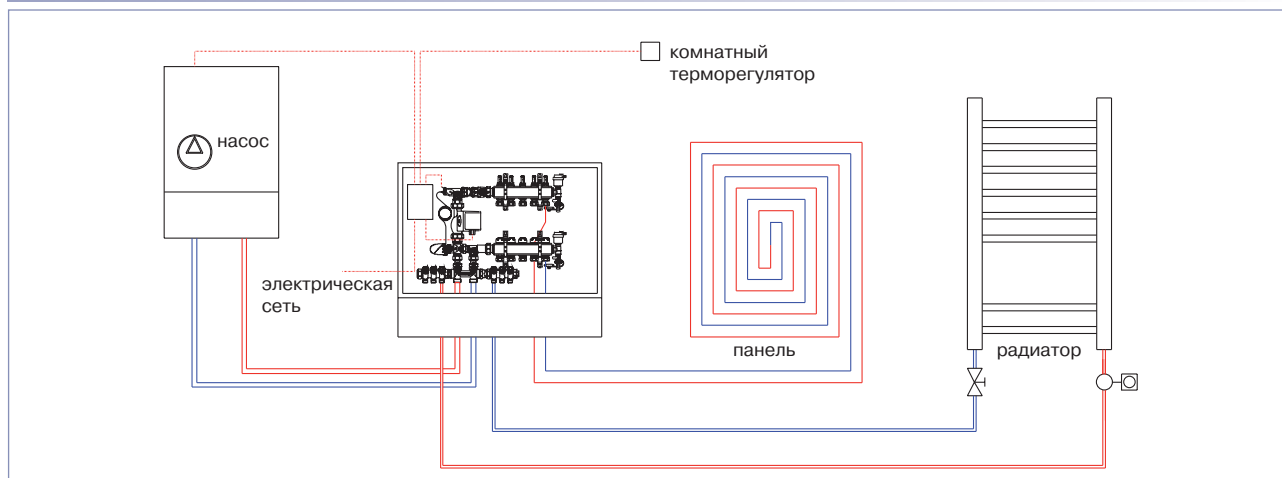 комнатный
терморегулятор
насос
электрическая
сеть
панель
радиатор